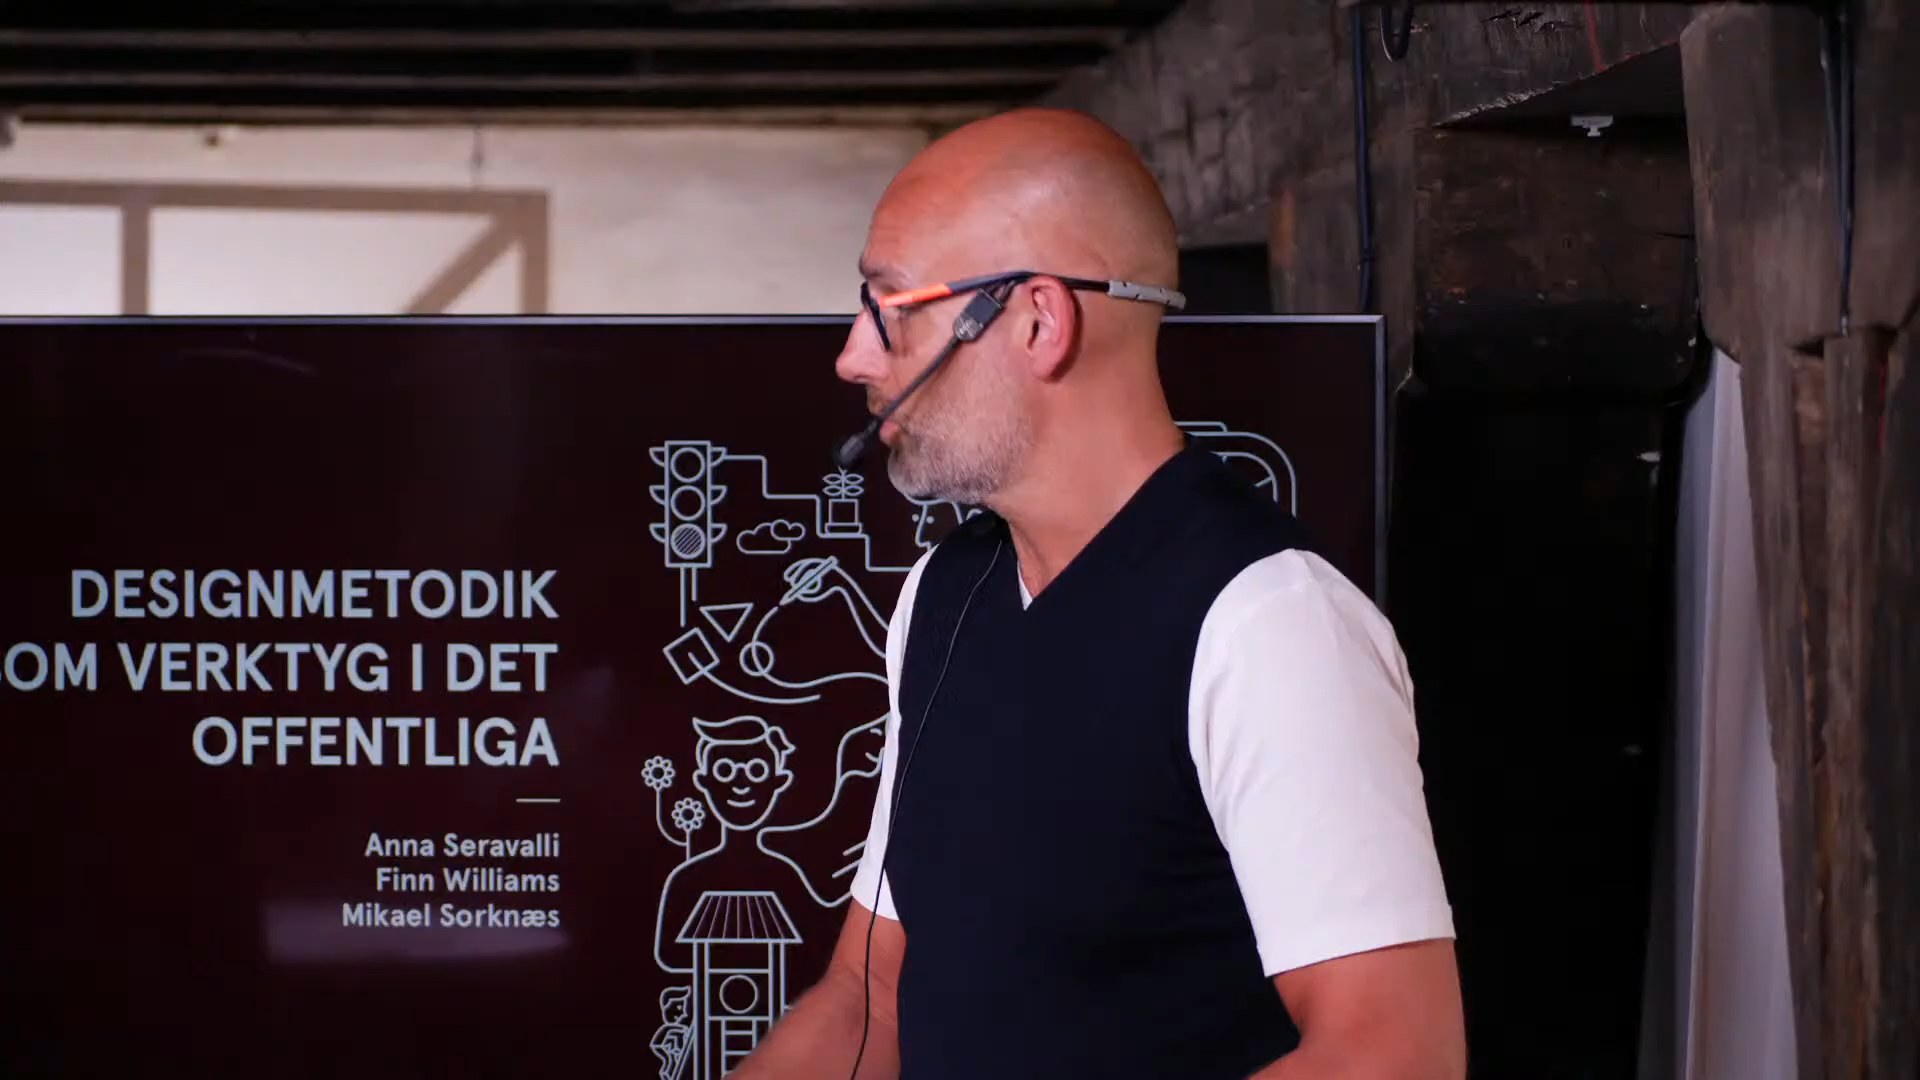 DESIGNMETODIK
OM VERKTYG I DET
OFFENTLIGA
Anna Seravalli
Finn Williams
Mikael Sorknæs